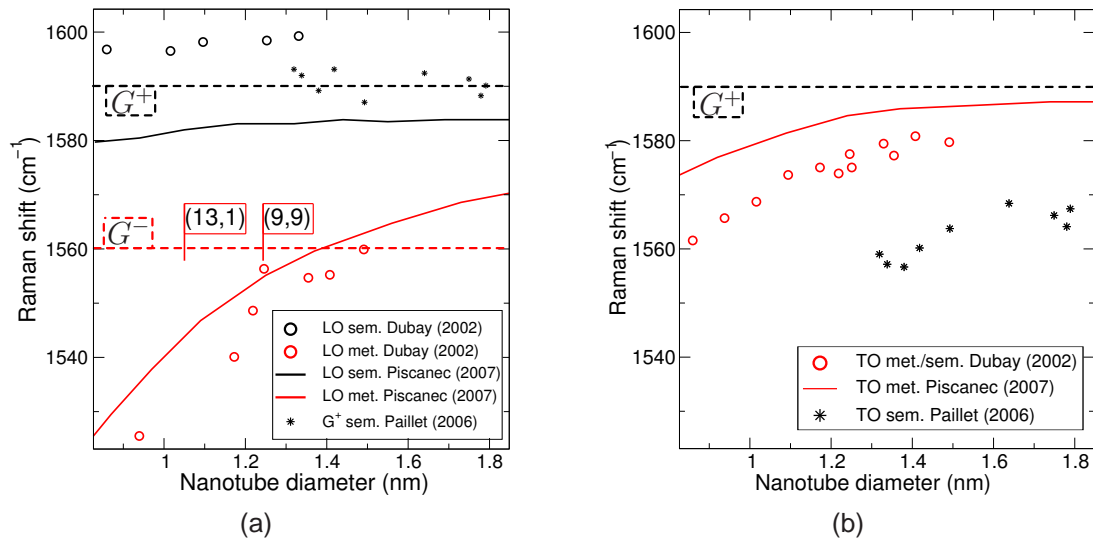 1600
1580
1560
1540
Raman shift (cm⁻¹)
G⁺
G⁻
(13,1)
(9,9)
LO sem. Dubay (2002)
LO met. Dubay (2002)
LO sem. Piscanec (2007)
LO met. Piscanec (2007)
G⁺ sem. Paillet (2006)
1 1.2 1.4 1.6 1.8
Nanotube diameter (nm)
(a)
1600
1580
1560
1540
Raman shift (cm⁻¹)
G⁺
TO met./sem. Dubay (2002)
TO met. Piscanec (2007)
TO sem. Paillet (2006)
1 1.2 1.4 1.6 1.8
Nanotube diameter (nm)
(b)